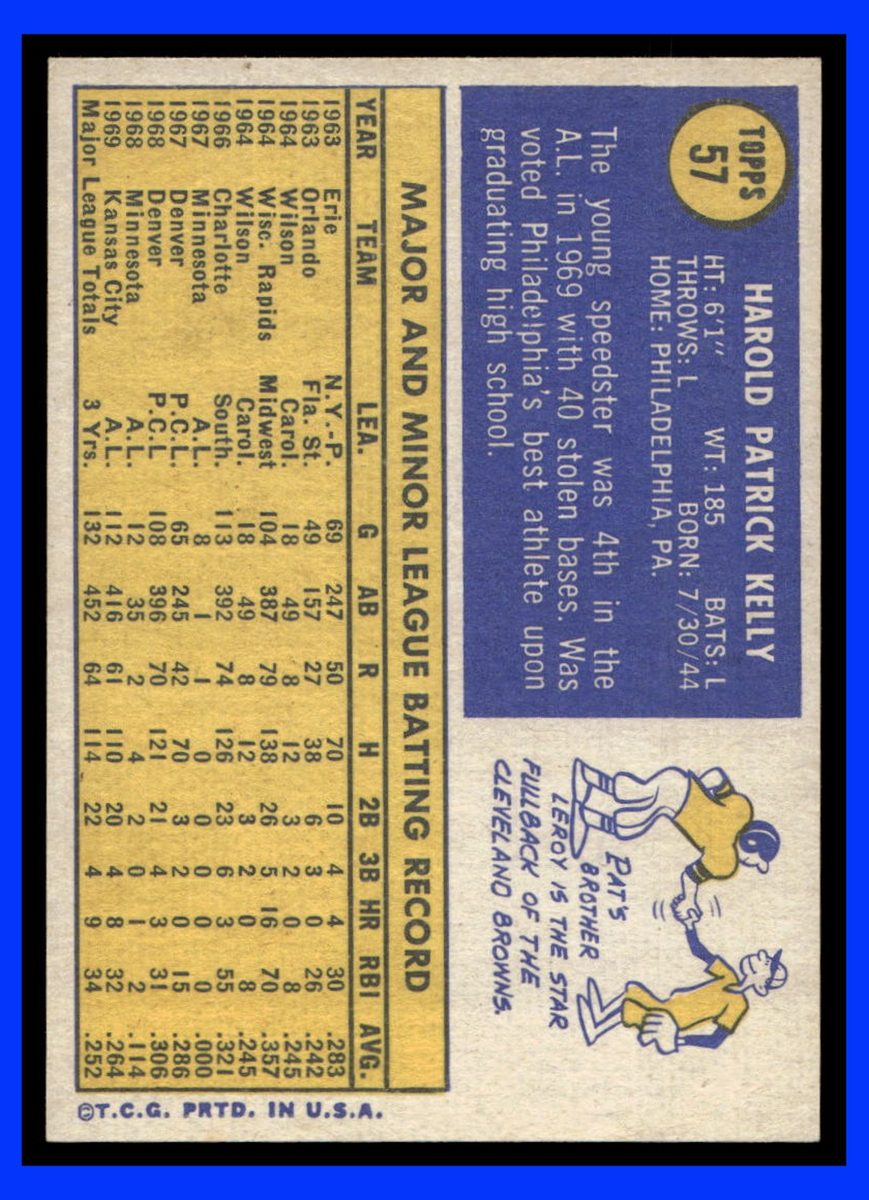 TOPPS
57
HAROLD PATRICK KELLY
HT: 6'1" WT: 185 BATS: L
THROWS: L BORN: 7/30/44
HOME: PHILADELPHIA, PA.
The young speedster was 4th in the
A.L. in 1969 with 40 stolen bases. Was
voted Philadelphia's best athlete upon
graduating high school.
PAT'S
BROTHER
LEROY IS THE STAR
FULLBACK OF THE
CLEVELAND BROWNS.
MAJOR AND MINOR LEAGUE BATTING RECORD
YEAR TEAM LEA. G AB R H 2B 3B HR RBI AVG.
1963 Erie N.Y.-P. 69 247 50 70 10 4 4 30 .283
1963 Orlando Fla. St. 49 157 27 38 6 3 0 26 .242
1964 Wilson Carol. 18 49 8 12 3 2 0 8 .245
1964 Wisc. Rapids Midwest 104 387 79 138 26 5 16 70 .357
1964 Wilson Carol. 18 49 8 12 3 2 0 8 .245
1966 Charlotte South. 113 392 74 126 23 6 3 55 .321
1967 Minnesota A.L. 8 1 1 0 0 0 0 0 .000
1967 Denver P.C.L. 65 245 42 70 3 2 0 15 .286
1968 Denver P.C.L 108 396 70 121 21 4 3 31 .306
1968 Minnesota A.L. 12 35 2 4 2 0 1 2 .114
1969 Kansas City A.L. 112 416 61 110 20 4 8 32 .264
Major League Totals 3 Yrs. 132 452 64 114 22 4 9 34 .252
©T.C.G. PRTD. IN U.S.A.